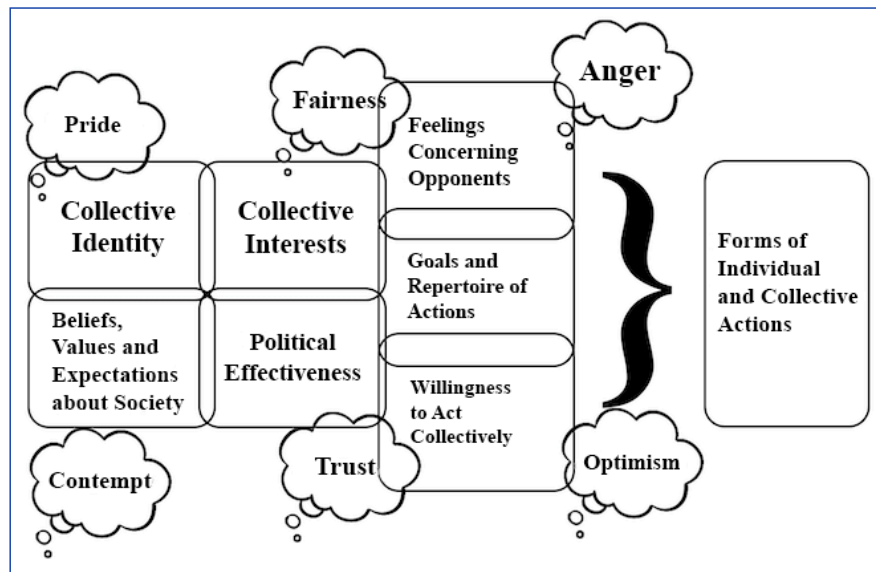 Pride
Fairness
Anger
Collective
Identity
Collective
Interests
Beliefs,
Values and
Expectations
about Society
Political
Effectiveness
Feelings
Concerning
Opponents
Goals and
Repertoire of
Actions
Willingness
to Act
Collectively
Forms of
Individual
and Collective
Actions
Contempt
Trust
Optimism